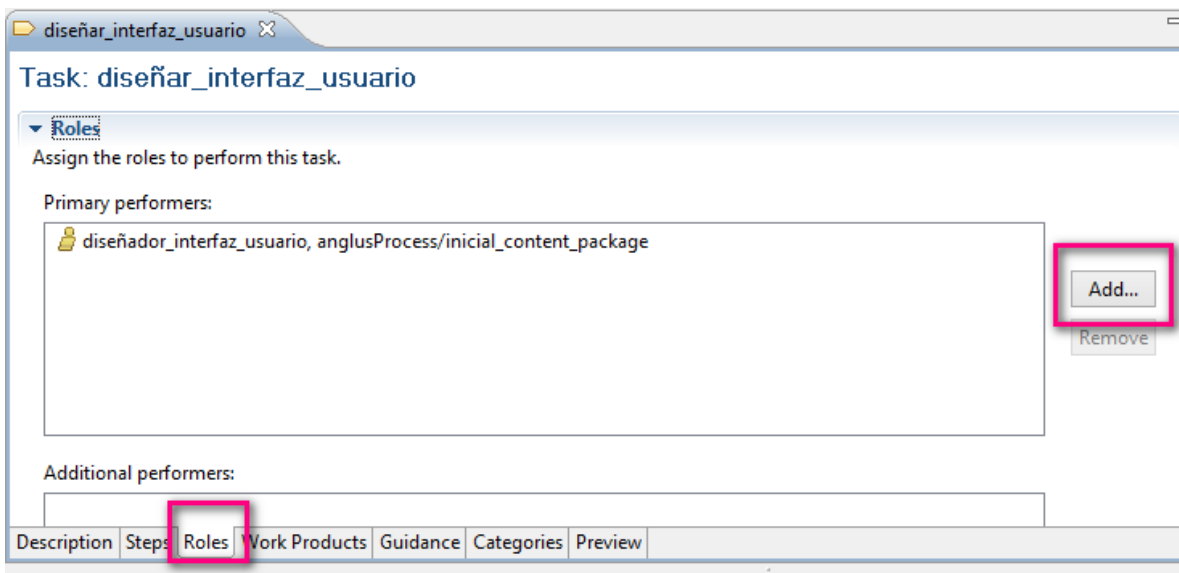 diseñar_interfaz_usuario
Task: diseñar_interfaz_usuario
Roles
Assign the roles to perform this task.
Primary performers:
diseñador_interfaz_usuario, anglusProcess/inicial_content_package
Add...
Remove
Additional performers:
Description Steps Roles Work Products Guidance Categories Preview